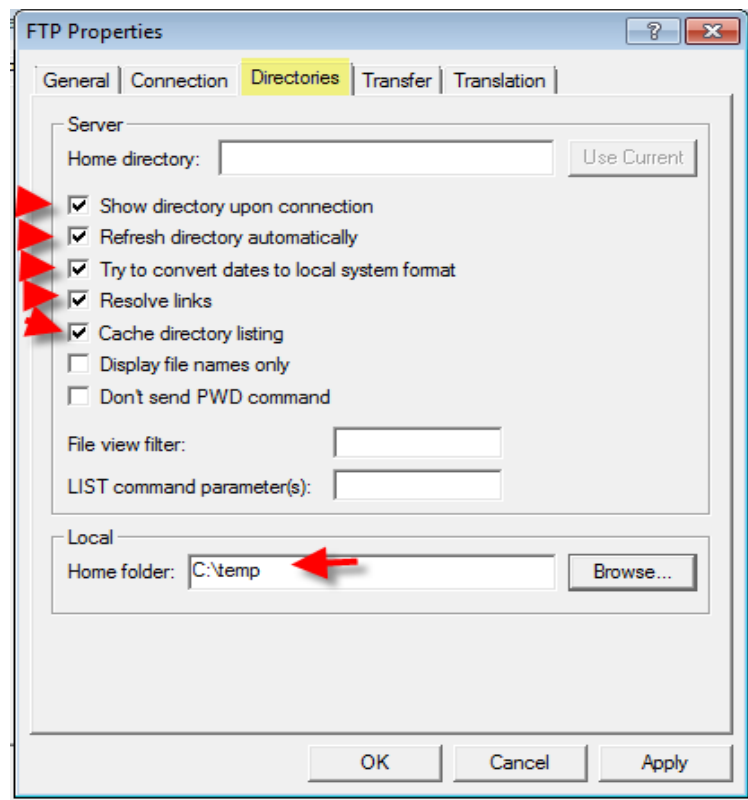 FTP Properties
General Connection Directories Transfer Translation
Server
Home directory: Use Current
Show directory upon connection
Refresh directory automatically
Try to convert dates to local system format
Resolve links
Cache directory listing
Display file names only
Don't send PWD command
File view filter:
LIST command parameter(s):
Local
Home folder: C:\temp Browse...
OK Cancel Apply